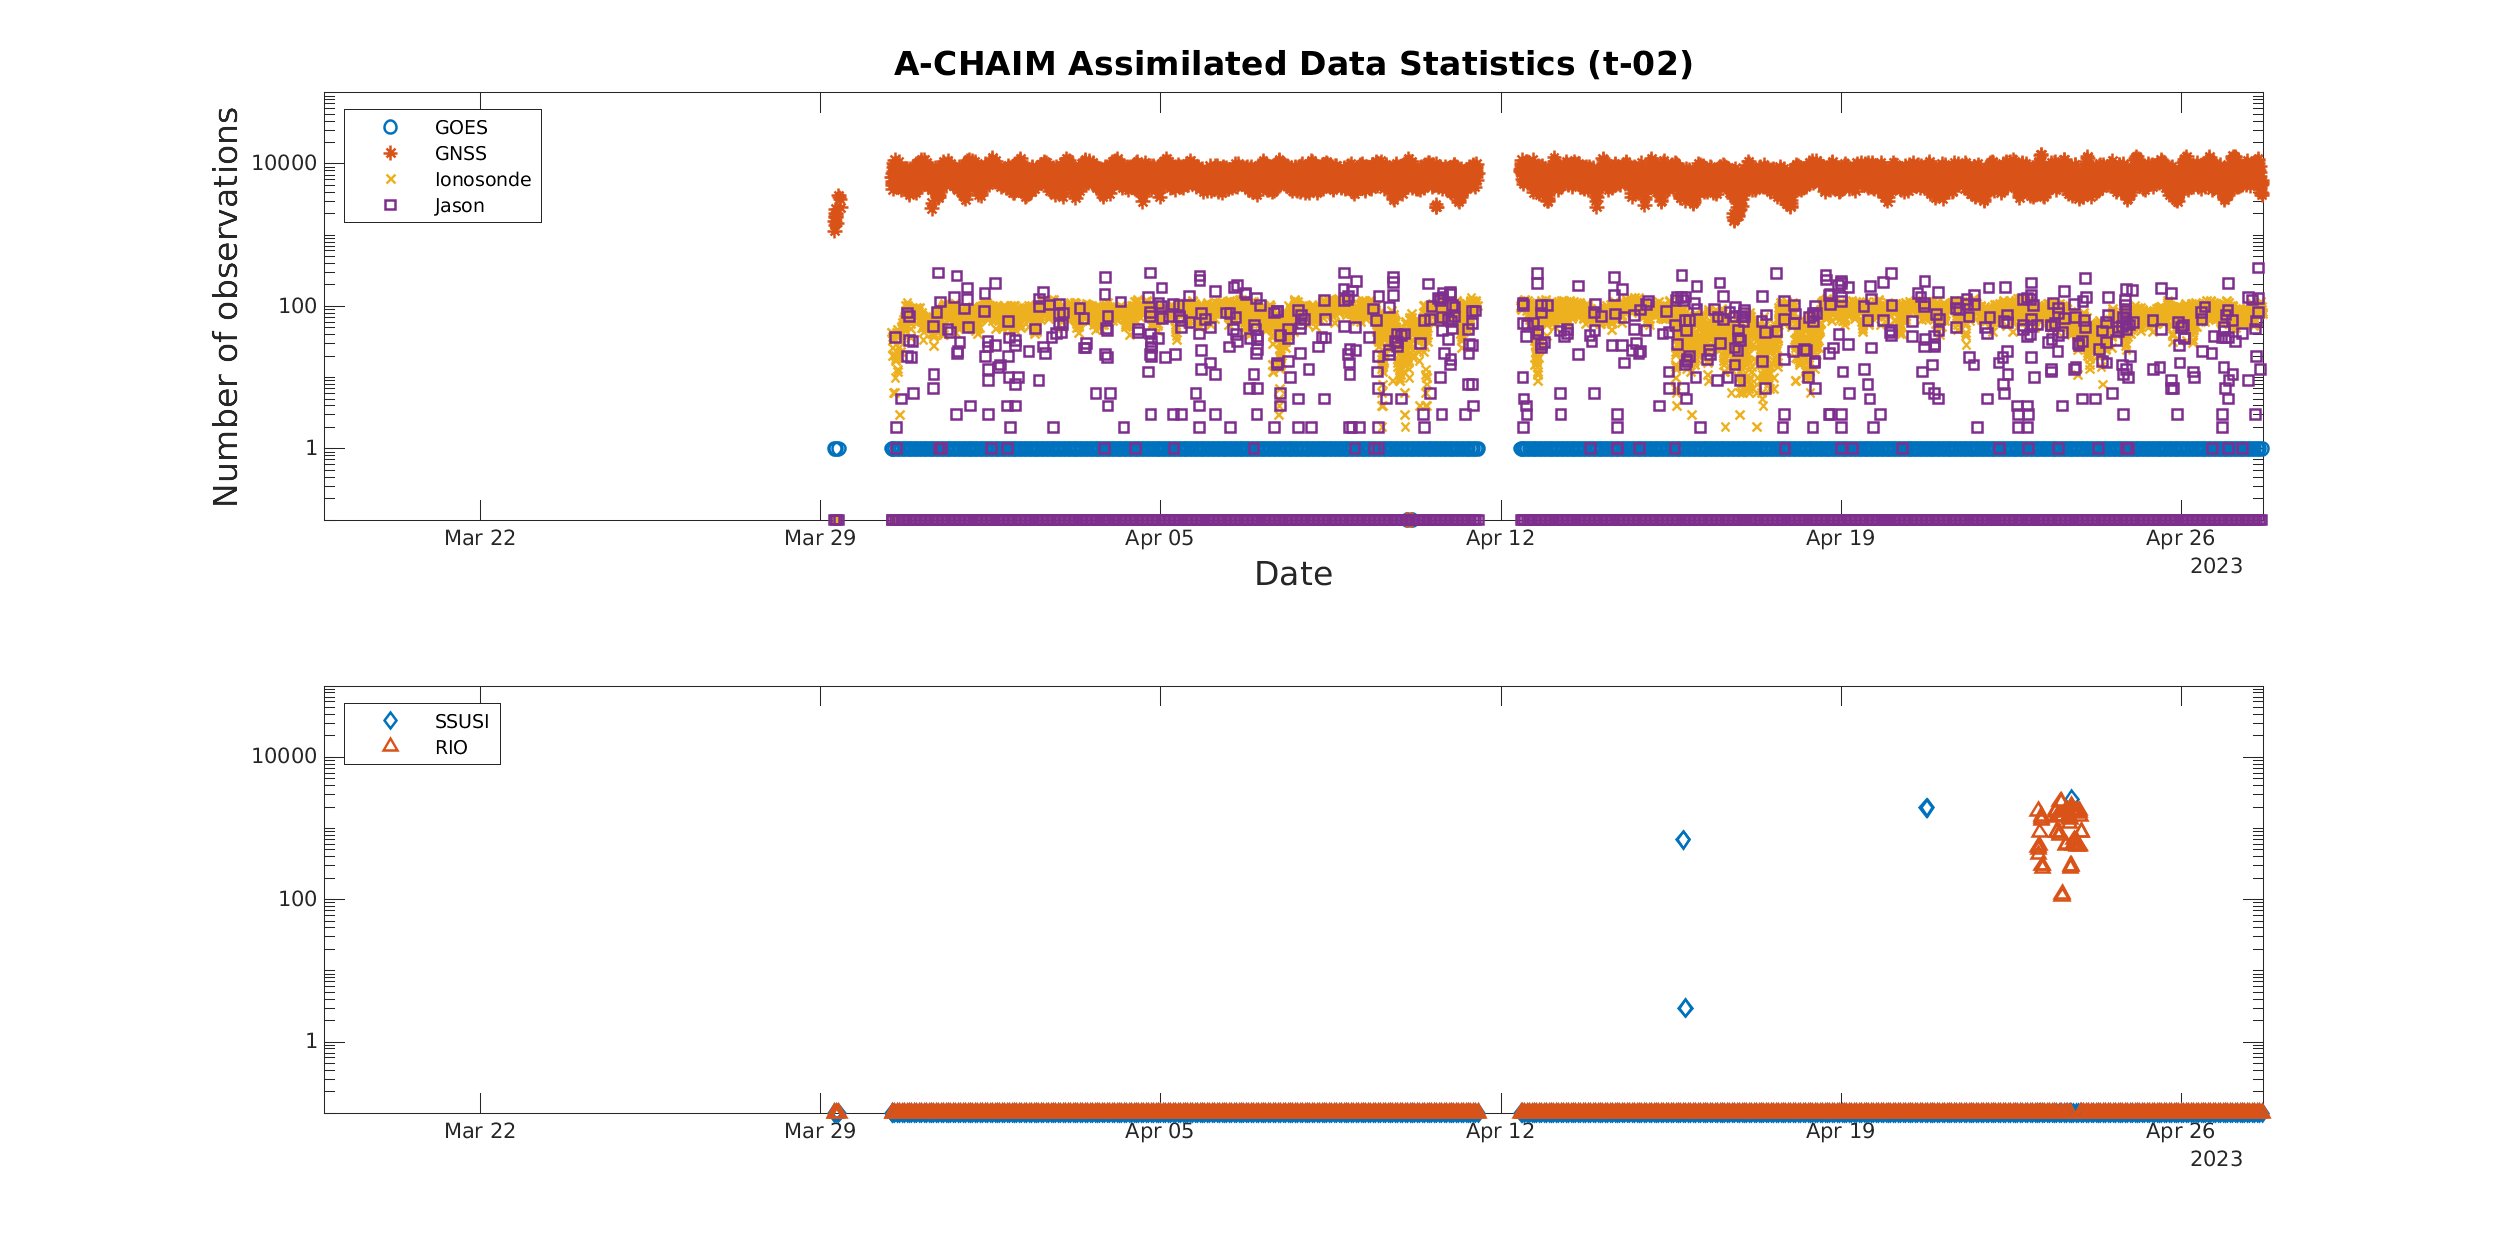 A-CHAIM Assimilated Data Statistics (t-02)
Number of observations
GOES
GNSS
Ionosonde
Jason
10000
100
1
Mar 22
Mar 29
Apr 05
Apr 12
Apr 19
Apr 26
2023
Date
SSUSI
RIO
10000
100
1
Mar 22
Mar 29
Apr 05
Apr 12
Apr 19
Apr 26
2023